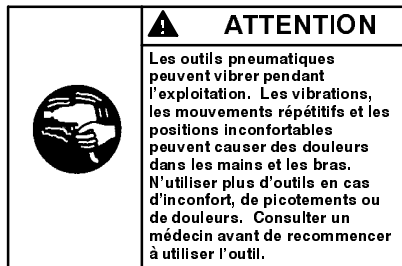 ATTENTION
Les outils pneumatiques
peuvent vibrer pendant
l'exploitation. Les vibrations,
les mouvements répétitifs et les
positions inconfortables
peuvent causer des douleurs
dans les mains et les bras.
N'utiliser plus d'outils en cas
d'inconfort, de picotements ou
de douleurs. Consulter un
médecin avant de recommencer
à utiliser l'outil.